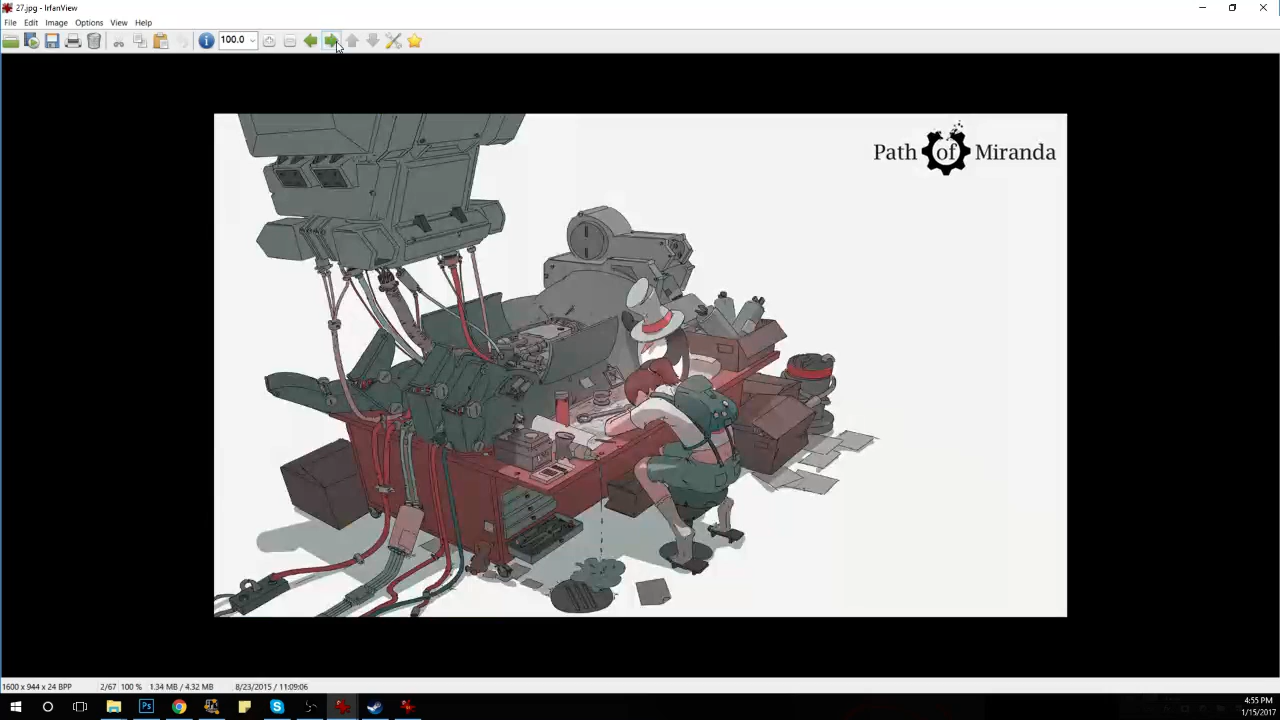 27.jpg - IrfanView
File Edit Image Options View Help
100.0
Path of Miranda
1600 x 944 x 24 BPP 2/67 100 % 1.34 MB / 4.32 MB 8/23/2015 / 11:09:06
Ps
4:55 PM
1/15/2017